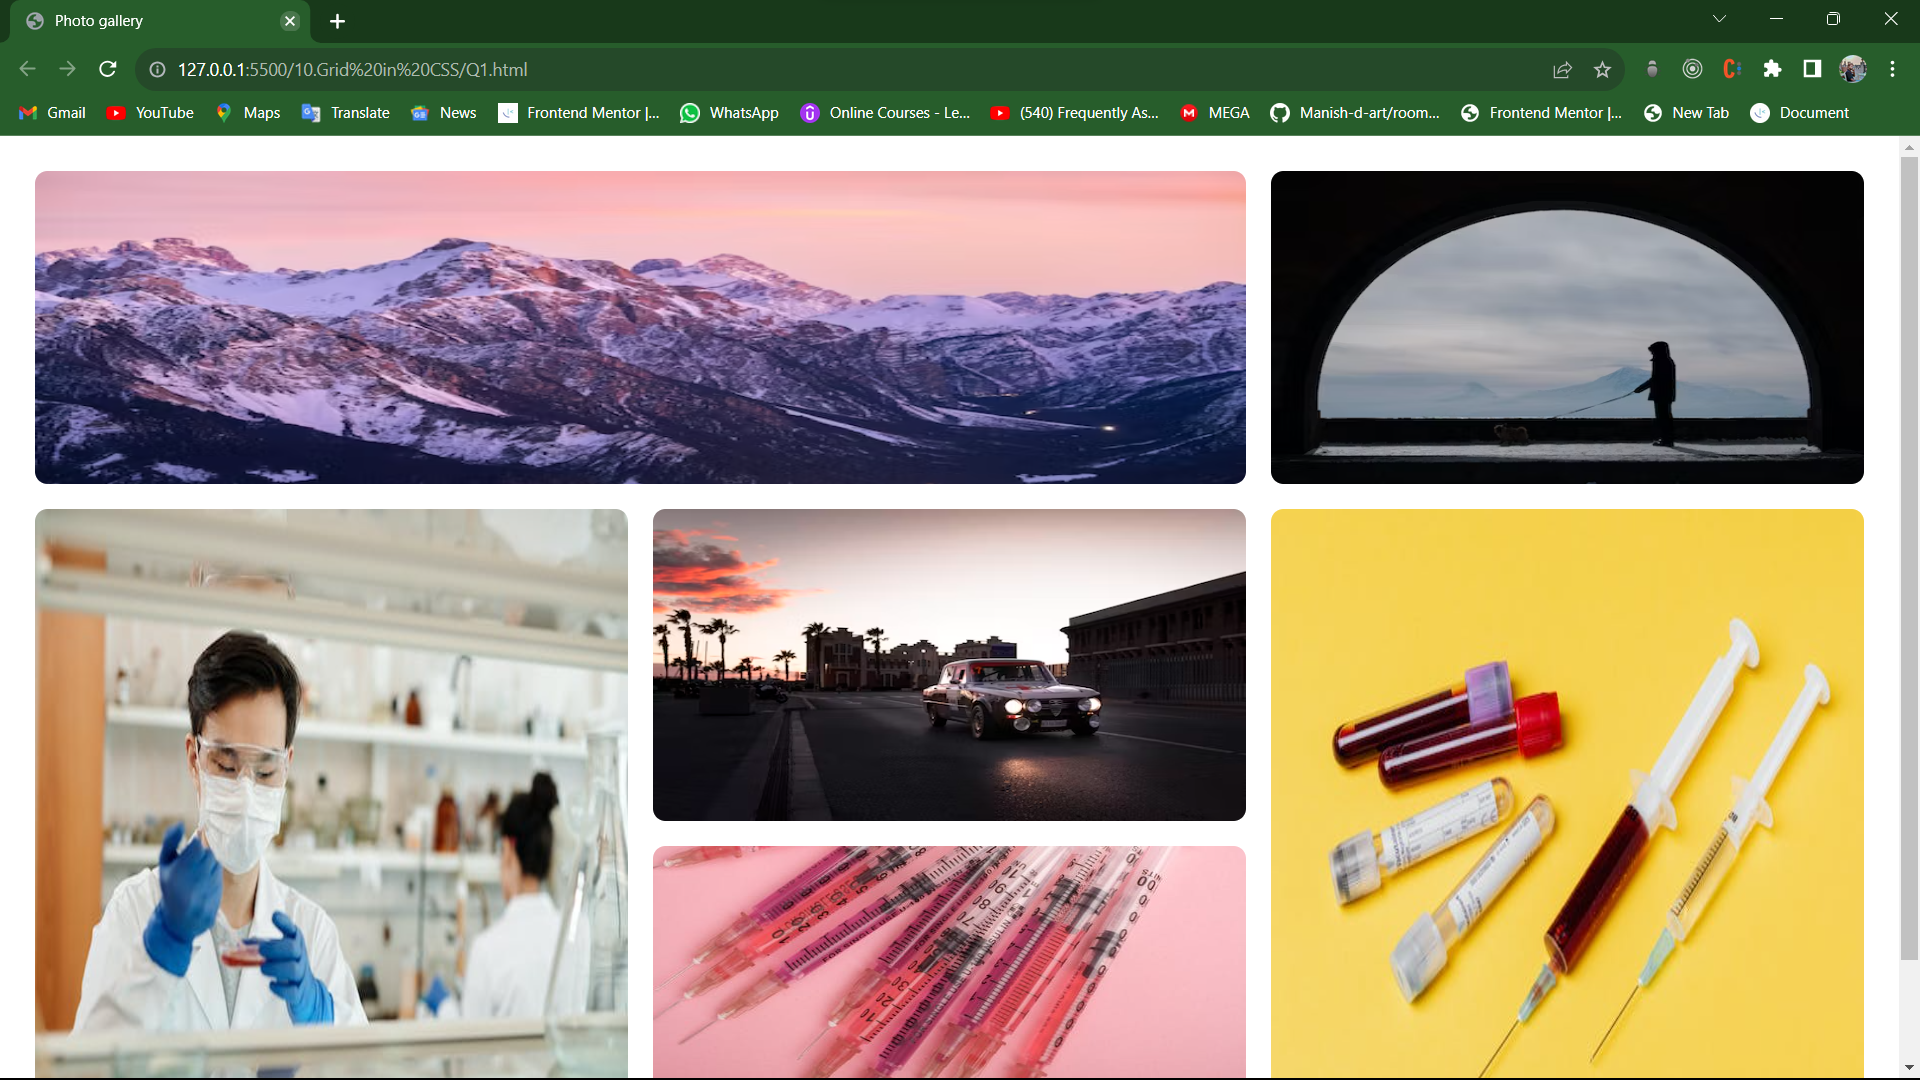 Photo gallery
127.0.0.1:5500/10.Grid%20in%20CSS/Q1.html
Gmail YouTube Maps Translate News Frontend Mentor |... WhatsApp Online Courses - Le... (540) Frequently As... MEGA Manish-d-art/room... Frontend Mentor |... New Tab Document